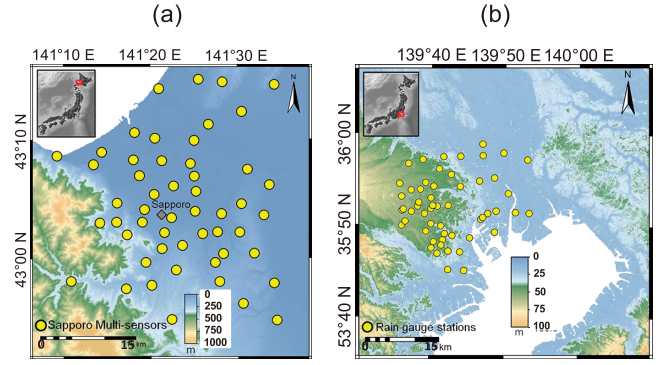 (a)
141°10 E 141°20 E 141°30 E
N
43°10 N
Sapporo
43°00 N
Sapporo Multi-sensors
0 15 km
0
250
500
750
1000
m
(b)
139°40 E 139°50 E 140°00 E
N
36°00 N
35°50 N
53°40 N
Rain gauge stations
0 15 km
0
25
50
75
100
m